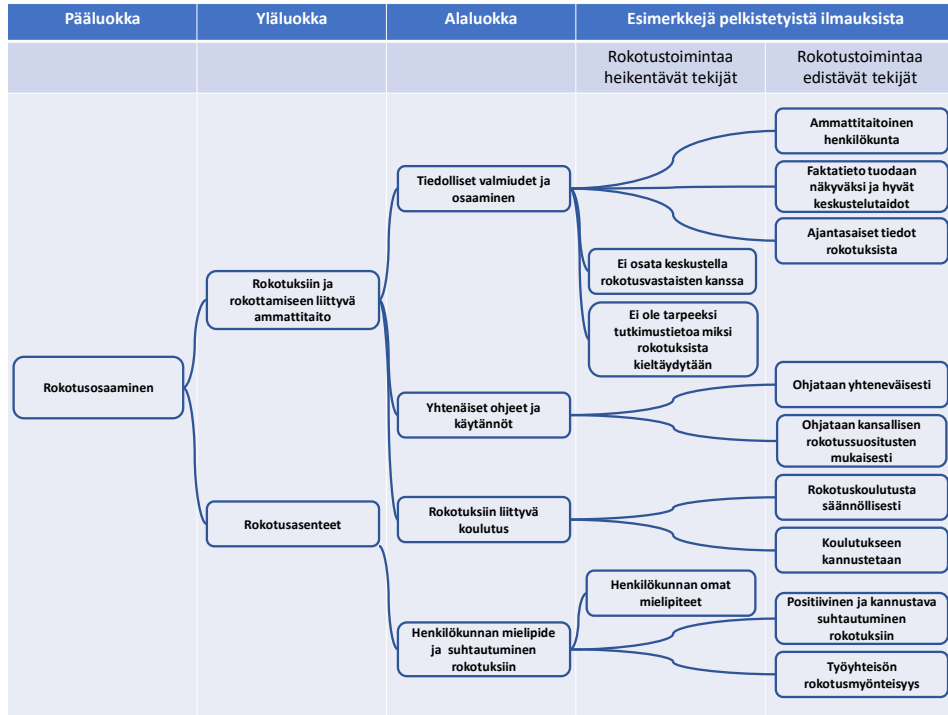 Pääluokka
Yläluokka
Alaluokka
Esimerkkejä pelkistetyistä ilmauksista
Rokotustoimintaa
heikentävät tekijät
Rokotustoimintaa
edistävät tekijät
Rokotusosaaminen
Rokotuksiin ja
rokottamiseen liittyvä
ammattitaito
Rokotusasenteet
Tiedolliset valmiudet ja
osaaminen
Yhtenäiset ohjeet ja
käytännöt
Rokotuksiin liittyvä
koulutus
Henkilökunnan mielipide
ja suhtautuminen
rokotuksiin
Ei osata keskustella
rokotusvastaisten kanssa
Ei ole tarpeeksi
tutkimustietoa miksi
rokotuksista
kieltäydytään
Henkilökunnan omat
mielipiteet
Ammattitaitoinen
henkilökunta
Faktatieto tuodaan
näkyväksi ja hyvät
keskustelutaidot
Ajantasaiset tiedot
rokotuksista
Ohjataan yhteneväisesti
Ohjataan kansallisen
rokotussuositusten
mukaisesti
Rokotuskoulutusta
säännöllisesti
Koulutukseen
kannustetaan
Positiivinen ja kannustava
suhtautuminen
rokotuksiin
Työyhteisön
rokotusmyönteisyys